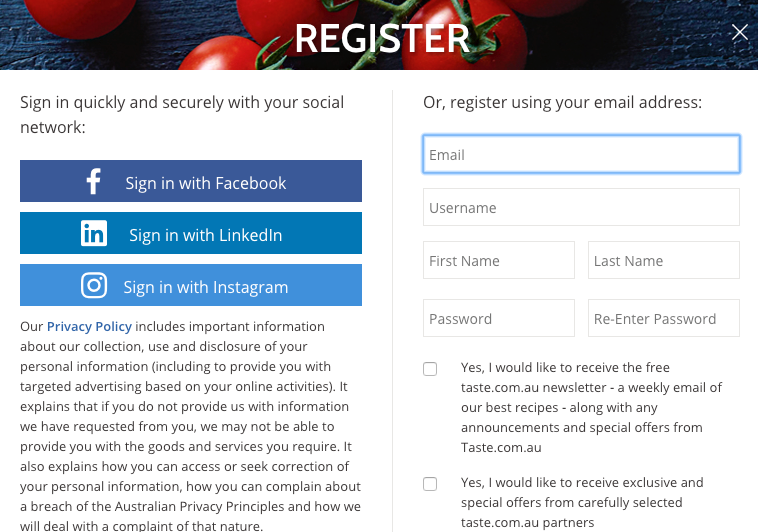 REGISTER
Sign in quickly and securely with your social
network:
Sign in with Facebook
in Sign in with LinkedIn
Sign in with Instagram
Our Privacy Policy includes important information
about our collection, use and disclosure of your
personal information (including to provide you with
targeted advertising based on your online activities). It
explains that if you do not provide us with information
we have requested from you, we may not be able to
provide you with the goods and services you require. It
also explains how you can access or seek correction of
your personal information, how you can complain about
a breach of the Australian Privacy Principles and how we
will deal with a complaint of that nature.
Or, register using your email address:
Email
Username
First Name
Last Name
Password
Re-Enter Password
Yes, I would like to receive the free
taste.com.au newsletter - a weekly email of
our best recipes - along with any
announcements and special offers from
Taste.com.au
Yes, I would like to receive exclusive and
special offers from carefully selected
taste.com.au partners